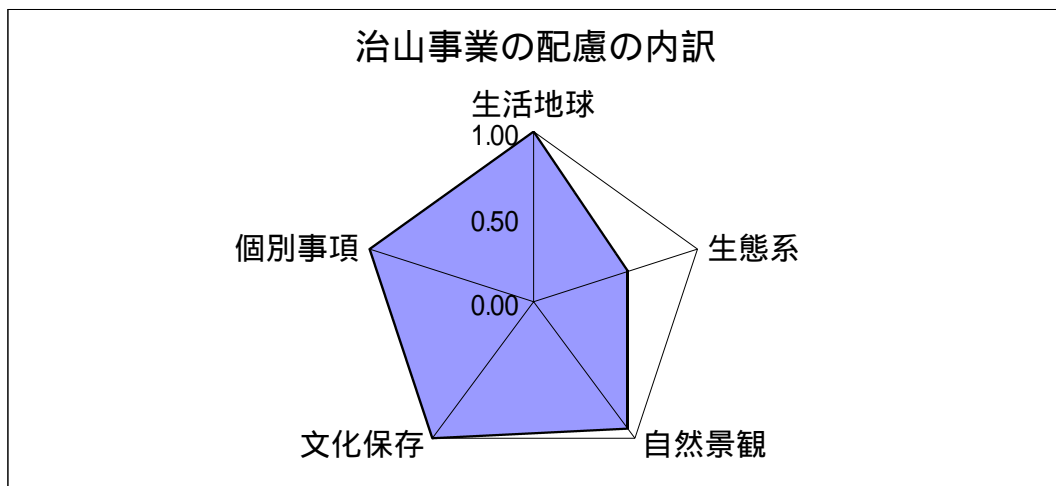 治山事業の配慮の内訳
生活地球
1.00
0.50
0.00
個別事項
生態系
文化保存
自然景観